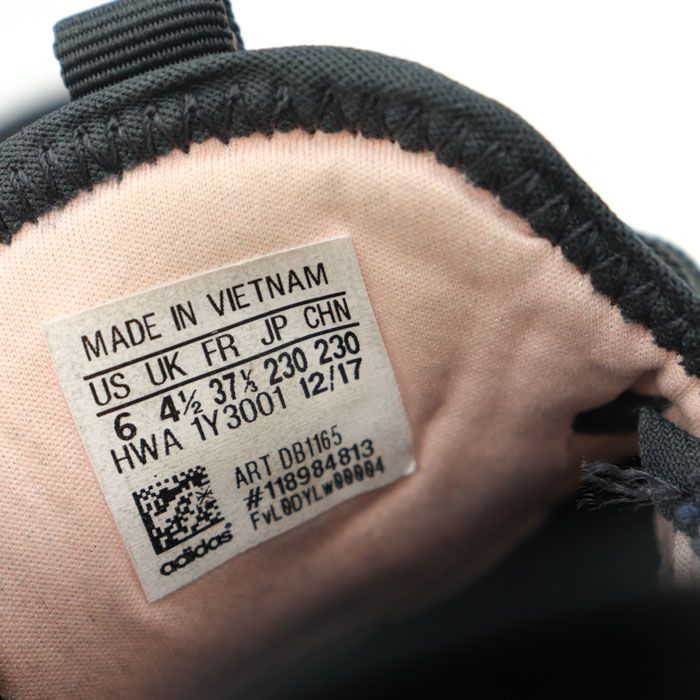 MADE IN VIETNAM
US UK FR JP CHN
6 4½ 37⅓ 230 230
HWA 1Y3001 12/17
ART DB1165
#118984813
FvL0DYLw00004
adidas